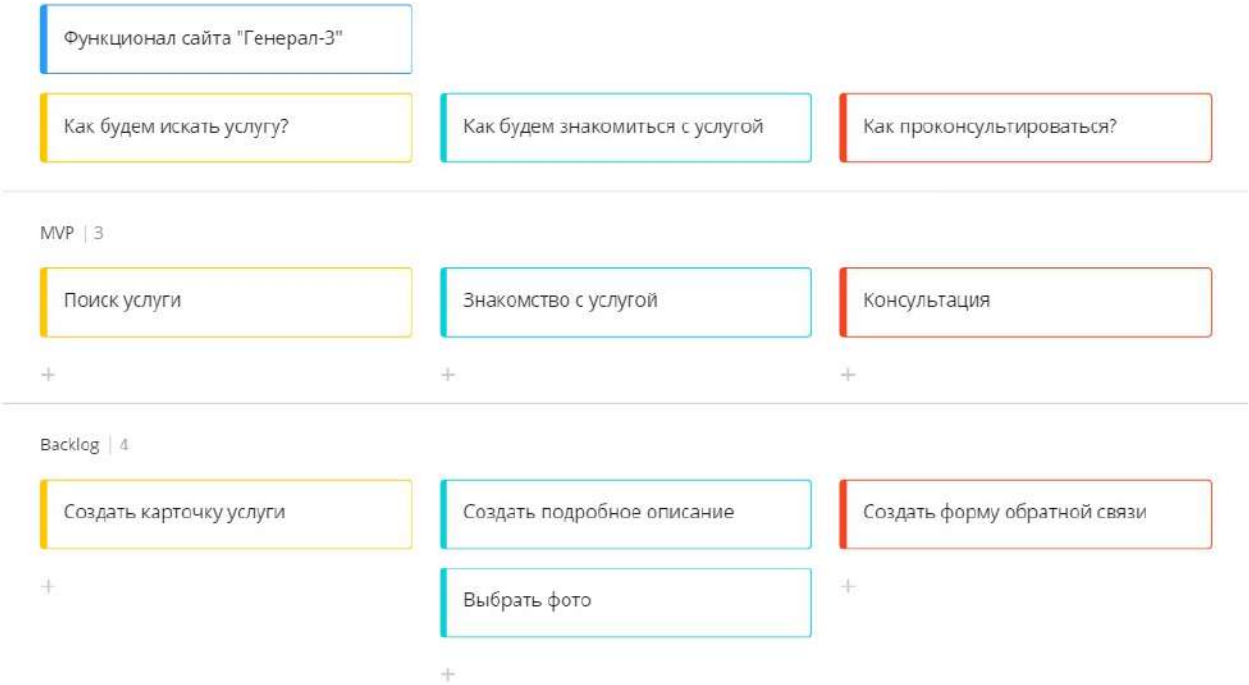 Функционал сайта "Генерал-3"
Как будем искать услугу?
Как будем знакомиться с услугой
Как проконсультироваться?
MVP | 3
Поиск услуги
Знакомство с услугой
Консультация
+
+
+
Backlog | 4
Создать карточку услуги
Создать подробное описание
Создать форму обратной связи
+
Выбрать фото
+
+